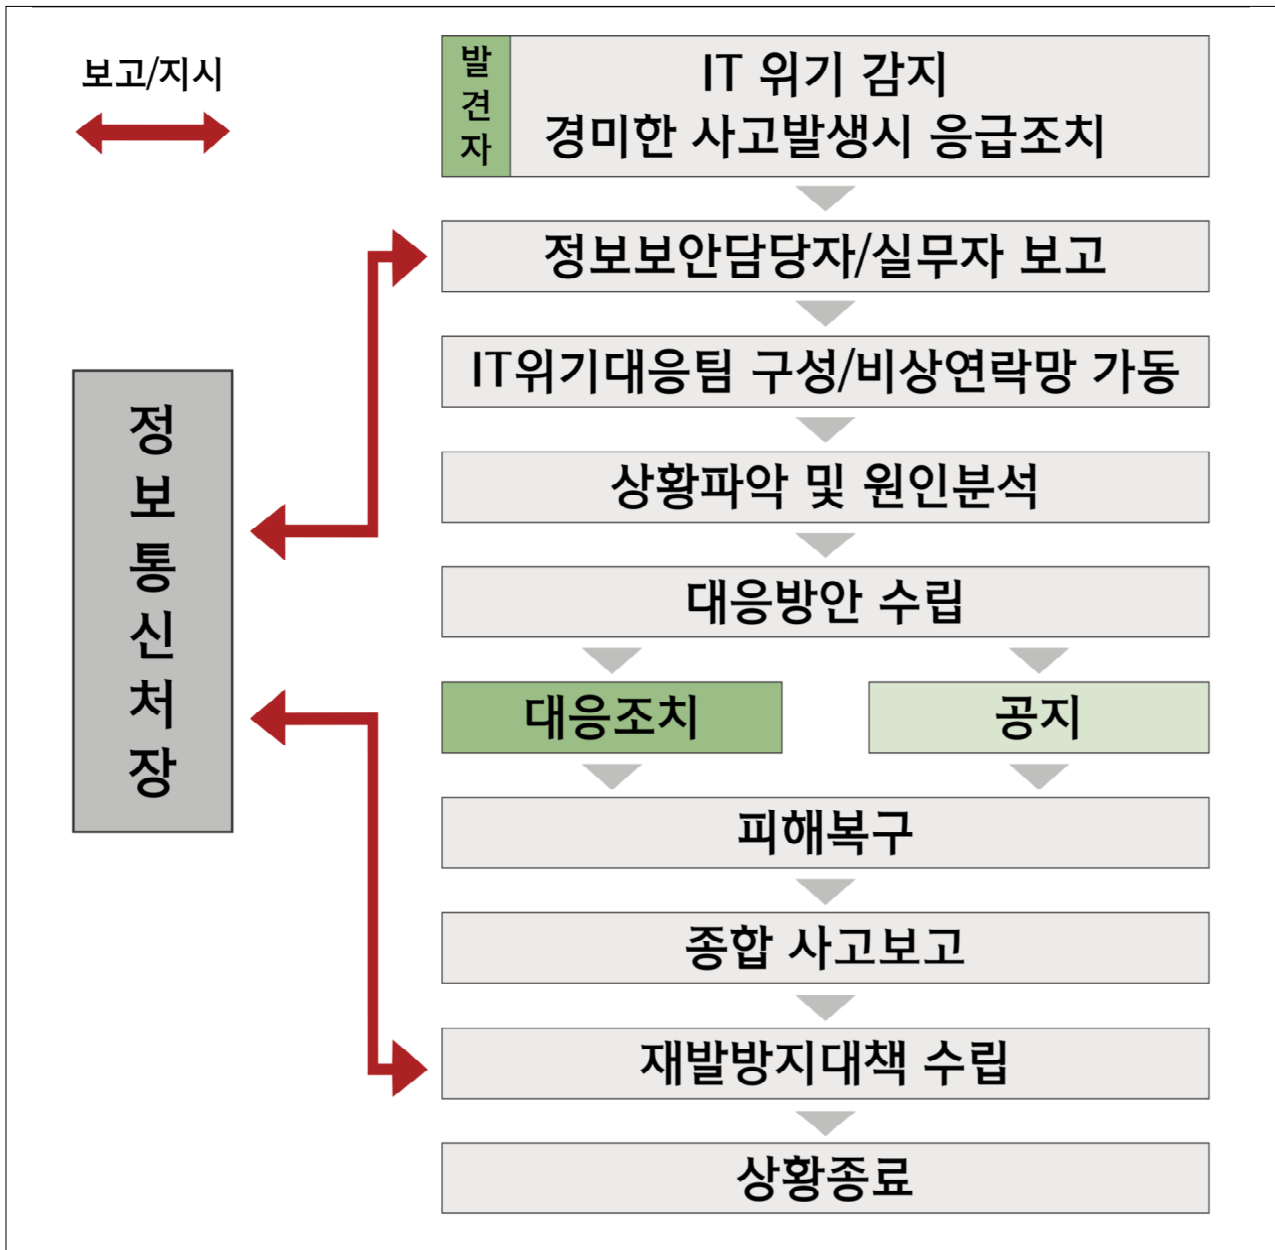 보고/지시
발견자
IT 위기 감지
경미한 사고발생시 응급조치
정보보안담당자/실무자 보고
IT위기대응팀 구성/비상연락망 가동
상황파악 및 원인분석
대응방안 수립
정보통신처장
대응조치
공지
피해복구
종합 사고보고
재발방지대책 수립
상황종료